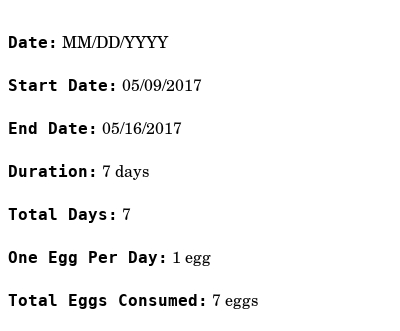 Date: MM/DD/YYYY
Start Date: 05/09/2017
End Date: 05/16/2017
Duration: 7 days
Total Days: 7
One Egg Per Day: 1 egg
Total Eggs Consumed: 7 eggs